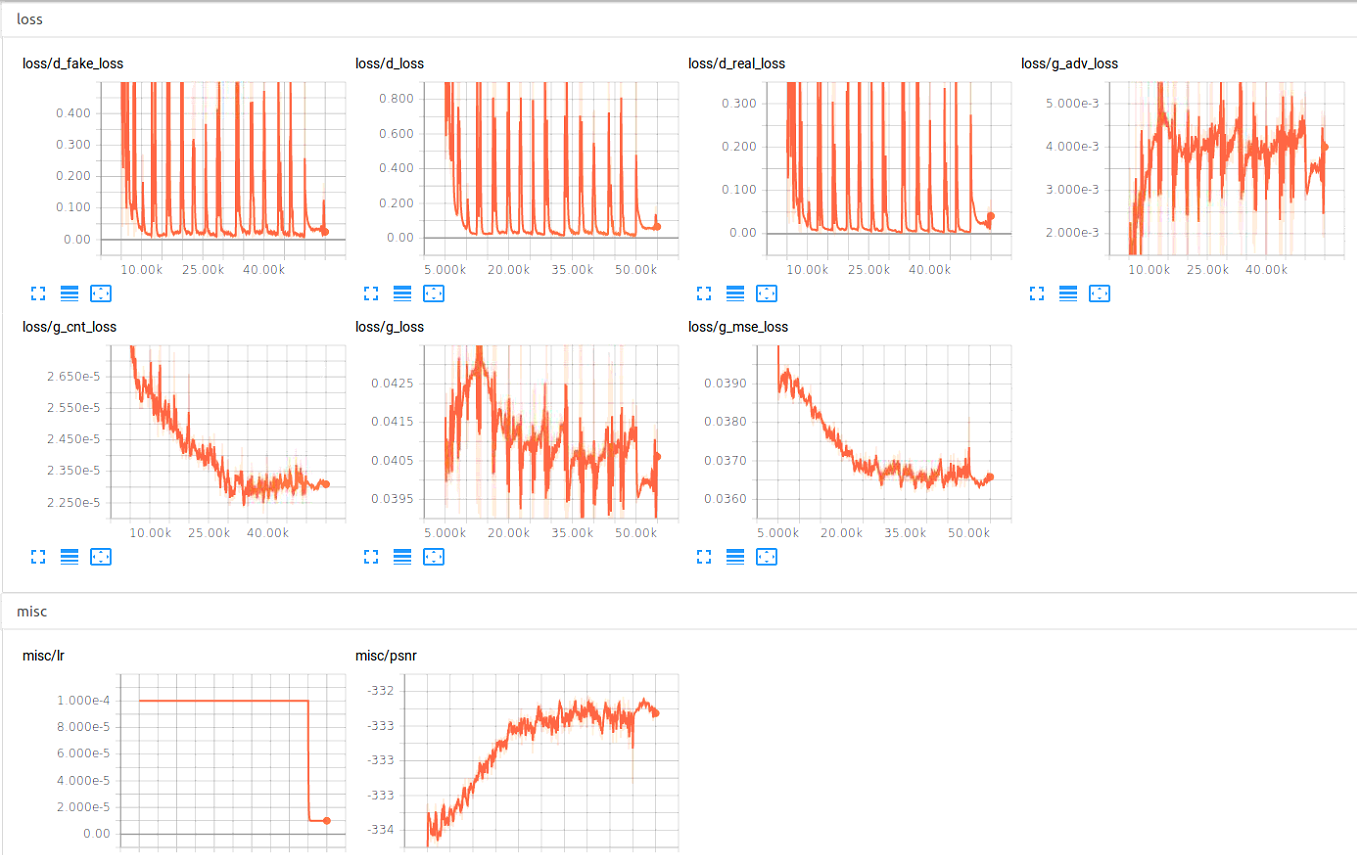 loss
loss/d_fake_loss
0.400
0.300
0.200
0.100
0.00
10.00k 25.00k 40.00k
loss/d_loss
0.800
0.600
0.400
0.200
0.00
5.000k 20.00k 35.00k 50.00k
loss/d_real_loss
0.300
0.200
0.100
0.00
10.00k 25.00k 40.00k
loss/g_adv_loss
5.000e-3
4.000e-3
3.000e-3
2.000e-3
10.00k 25.00k 40.00k
loss/g_cnt_loss
2.650e-5
2.550e-5
2.450e-5
2.350e-5
2.250e-5
10.00k 25.00k 40.00k
loss/g_loss
0.0425
0.0415
0.0405
0.0395
5.000k 20.00k 35.00k 50.00k
loss/g_mse_loss
0.0390
0.0380
0.0370
0.0360
5.000k 20.00k 35.00k 50.00k
misc
misc/lr
1.000e-4
8.000e-5
6.000e-5
4.000e-5
2.000e-5
0.00
misc/psnr
-332
-333
-333
-333
-334